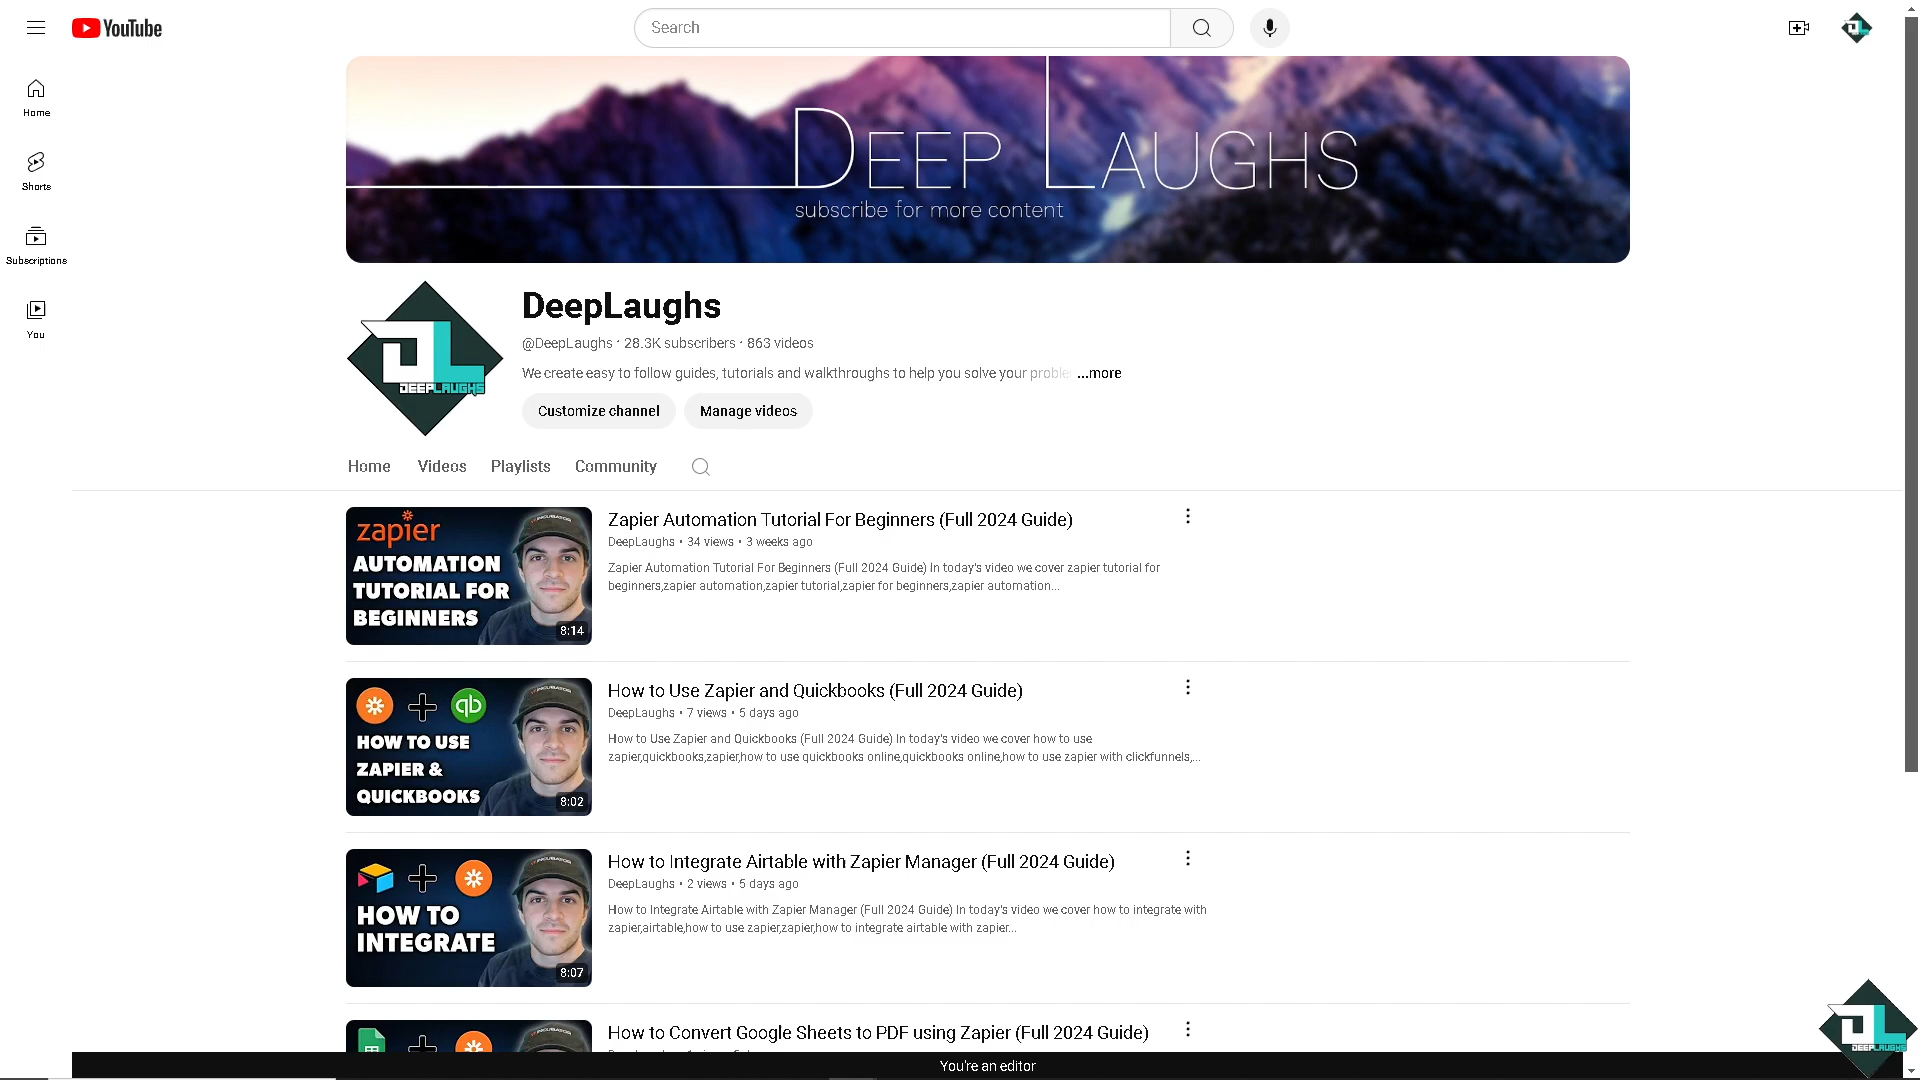 YouTube
Search
Home
Shorts
Subscriptions
You
DEEP LAUGHS
subscribe for more content
DEEPLAUGHS
DeepLaughs
@DeepLaughs · 28.3K subscribers · 863 videos
We create easy to follow guides, tutorials and walkthroughs to help you solve your ...more
Customize channel
Manage videos
Home Videos Playlists Community
zapier
AUTOMATION
TUTORIAL FOR
BEGINNERS
8:14
Zapier Automation Tutorial For Beginners (Full 2024 Guide)
DeepLaughs • 34 views • 3 weeks ago
Zapier Automation Tutorial For Beginners (Full 2024 Guide) In today's video we cover zapier tutorial for
beginners,zapier automation,zapier tutorial,zapier for beginners,zapier automation...
qb
HOW TO USE
ZAPIER &
QUICKBOOKS
8:02
How to Use Zapier and Quickbooks (Full 2024 Guide)
DeepLaughs • 7 views • 5 days ago
How to Use Zapier and Quickbooks (Full 2024 Guide) In today's video we cover how to use
zapier,quickbooks,zapier,how to use quickbooks online,quickbooks online,how to use zapier with clickfunnels,...
HOW TO
INTEGRATE
8:07
How to Integrate Airtable with Zapier Manager (Full 2024 Guide)
DeepLaughs • 2 views • 5 days ago
How to Integrate Airtable with Zapier Manager (Full 2024 Guide) In today's video we cover how to integrate with
zapier,airtable,how to use zapier,zapier,how to integrate airtable with zapier...
How to Convert Google Sheets to PDF using Zapier (Full 2024 Guide)
You're an editor
DEEPLAUGHS